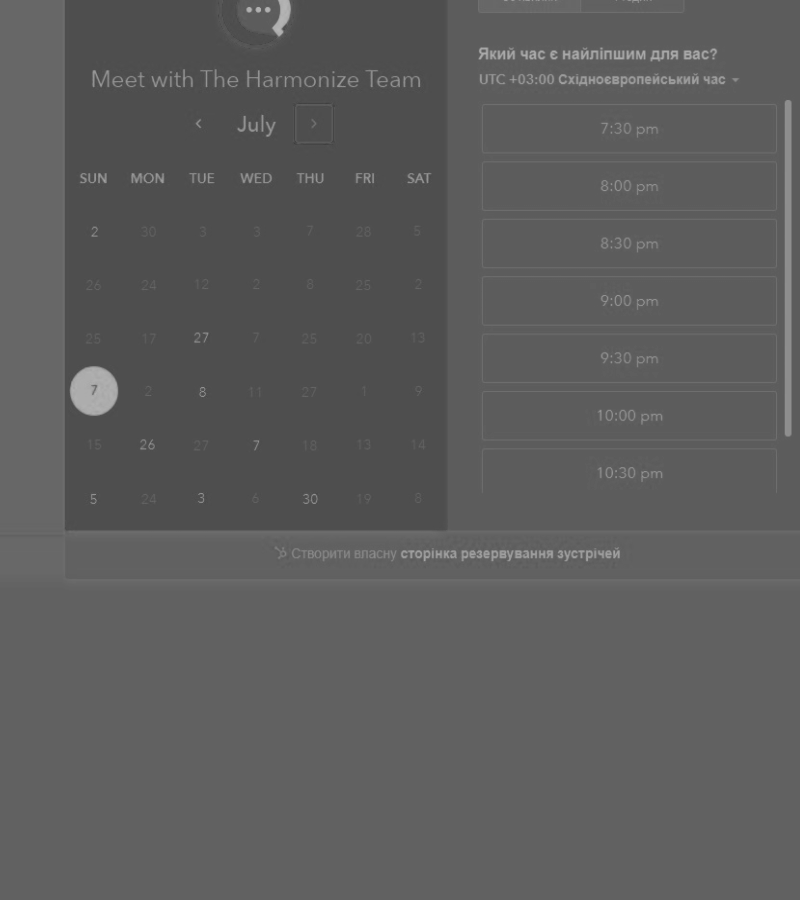 Meet with The Harmonize Team
July
SUN MON TUE WED THU FRI SAT
2 30 3 3 7 28 5
26 24 12 2 8 25 2
25 17 27 7 25 20 13
7 2 8 11 27 1 9
15 26 27 7 18 13 14
5 24 3 6 30 19 8
Який час є найліпшим для вас?
UTC +03:00 Східноєвропейський час
7:30 pm
8:00 pm
8:30 pm
9:00 pm
9:30 pm
10:00 pm
10:30 pm
Створити власну сторінка резервування зустрічей